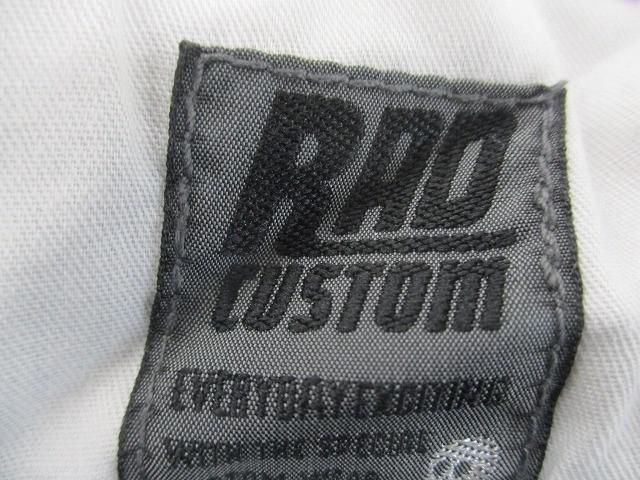 RAD
CUSTOM
EVERYDAY EXCITING
WITH THE SPECIAL